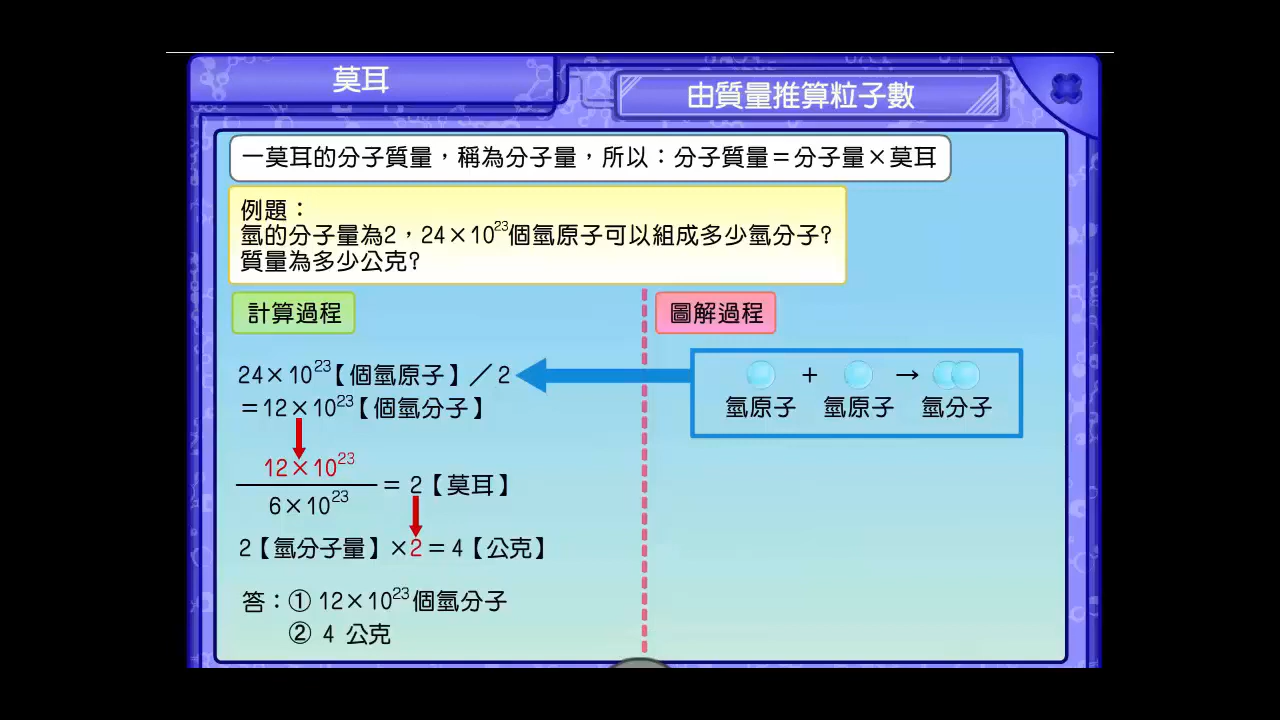 莫耳
由質量推算粒子數
一莫耳的分子質量，稱為分子量，所以：分子質量＝分子量×莫耳
例題：
氫的分子量為2，24×10²³個氫原子可以組成多少氫分子？
質量為多少公克？
計算過程
圖解過程
24×10²³【個氫原子】／2
＝12×10²³【個氫分子】
12×10²³
6×10²³
＝ 2【莫耳】
2【氫分子量】×2＝4【公克】
答：① 12×10²³個氫分子
② 4 公克
+ →
氫原子 氫原子 氫分子